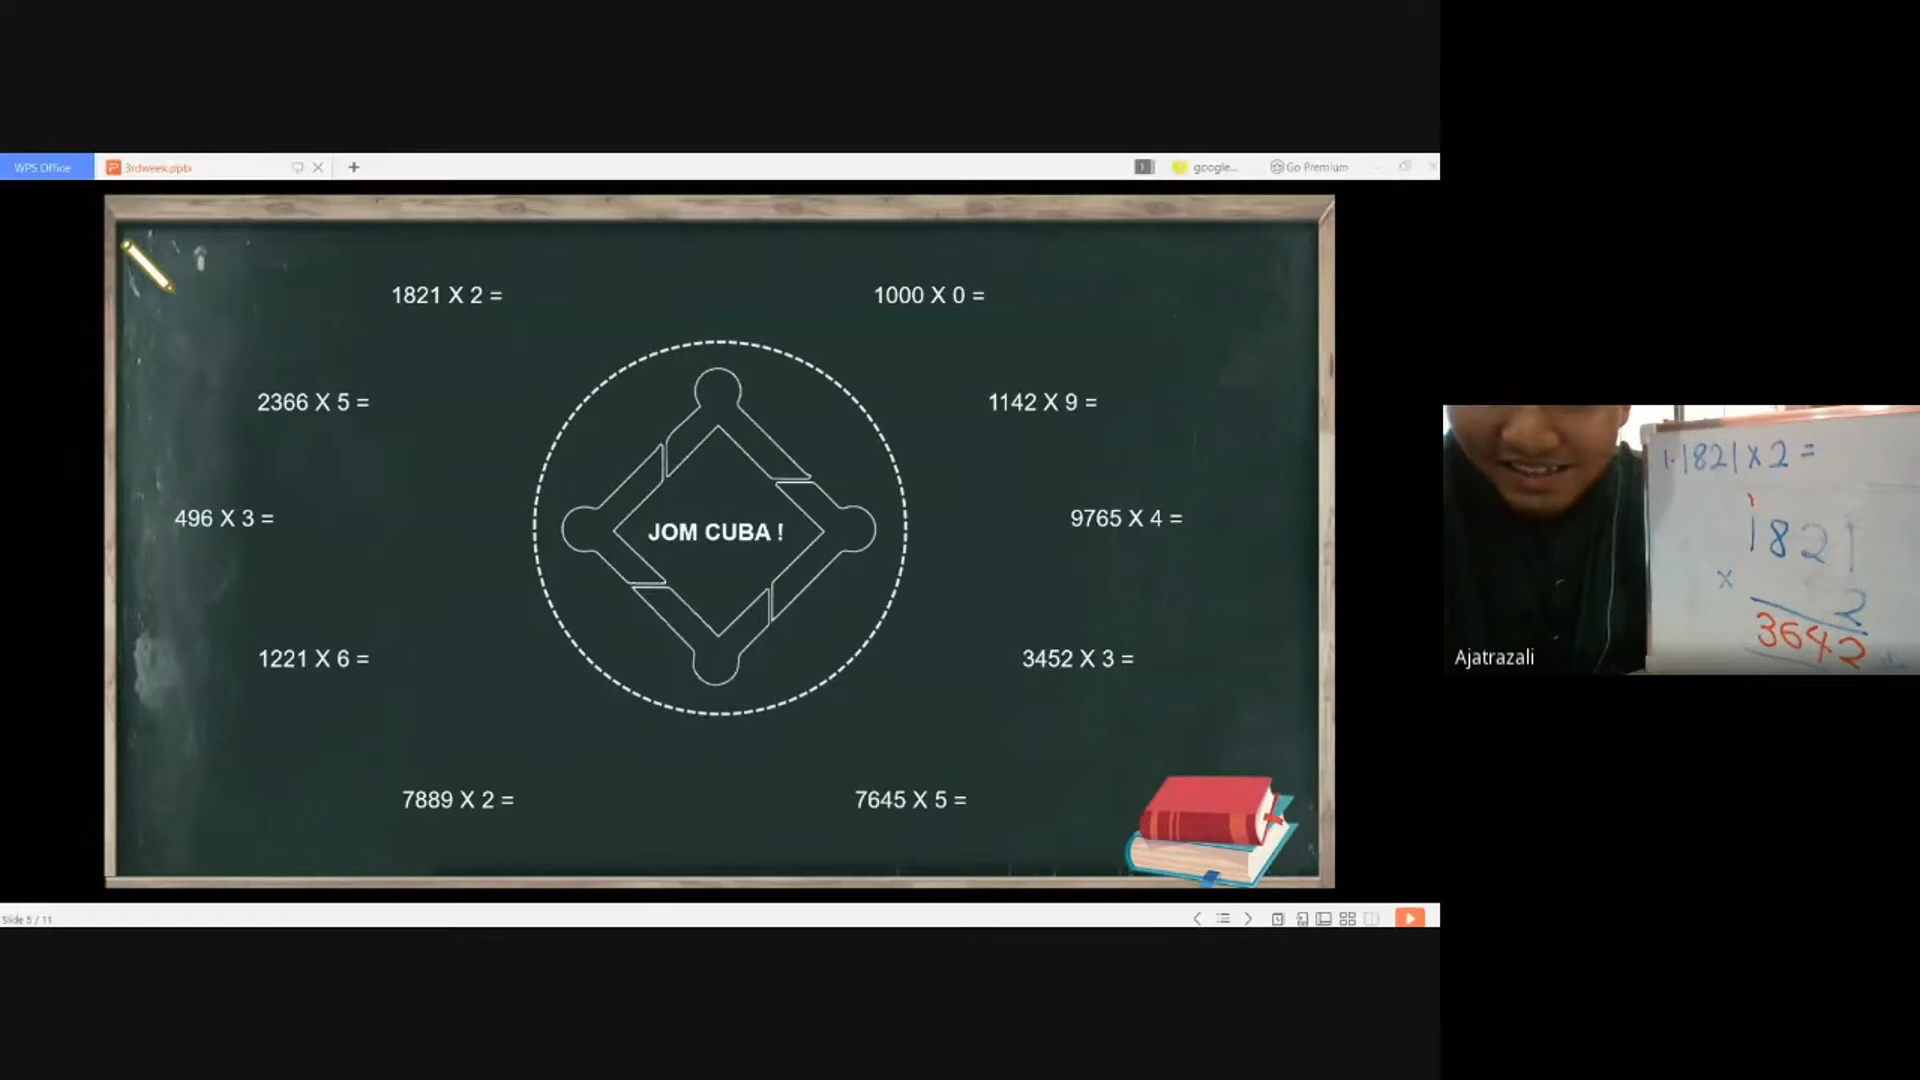 WPS Office
3rdweek.pptx
google...
Go Premium
1821 X 2 =
1000 X 0 =
2366 X 5 =
1142 X 9 =
496 X 3 =
JOM CUBA !
9765 X 4 =
1221 X 6 =
3452 X 3 =
7889 X 2 =
7645 X 5 =
Slide 5 / 11
1. 1821 x 2 =
1
1821
x 2
3642
Ajatrazali